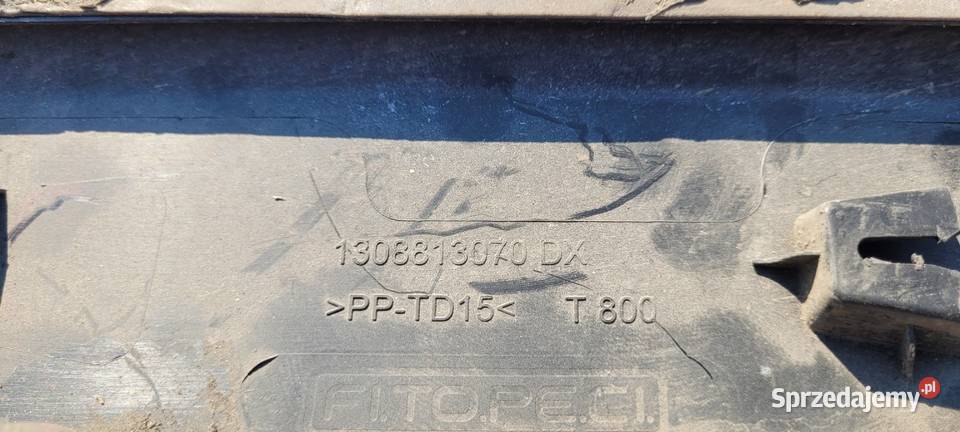 1308813070 DX
>PP-TD15< T 800
FI.TO.PE.CI.
Sprzedajemy.pl